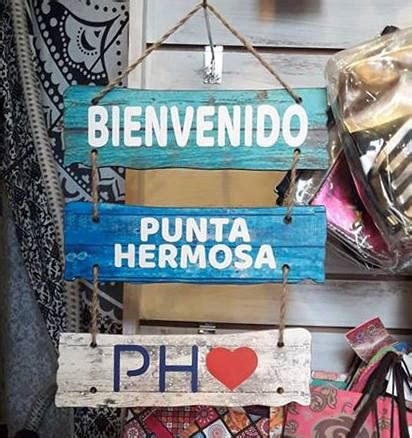 BIENVENIDO
PUNTA
HERMOSA
PH